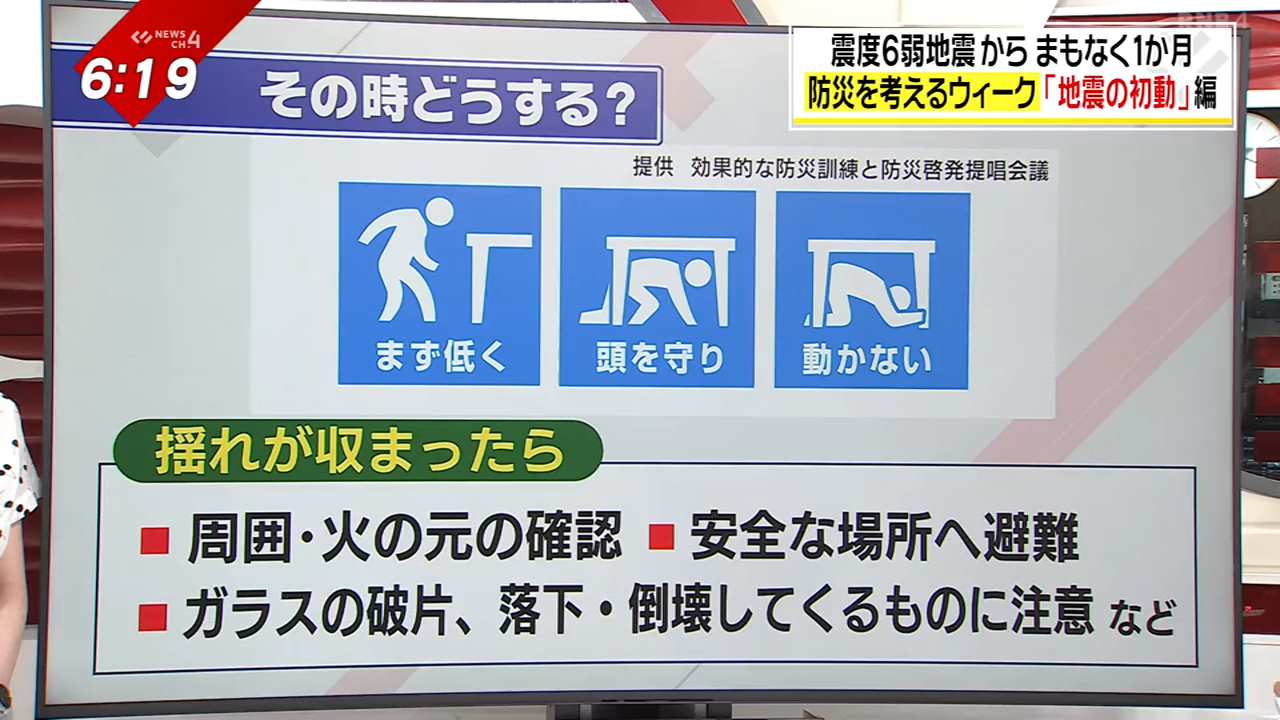 NEWS
CH.4
6:19
震度6弱地震から まもなく1か月
防災を考えるウィーク「地震の初動」編
その時どうする?
提供 効果的な防災訓練と防災啓発提唱会議
まず低く
頭を守り
動かない
揺れが収まったら
■ 周囲・火の元の確認 ■ 安全な場所へ避難
■ ガラスの破片、落下・倒壊してくるものに注意 など